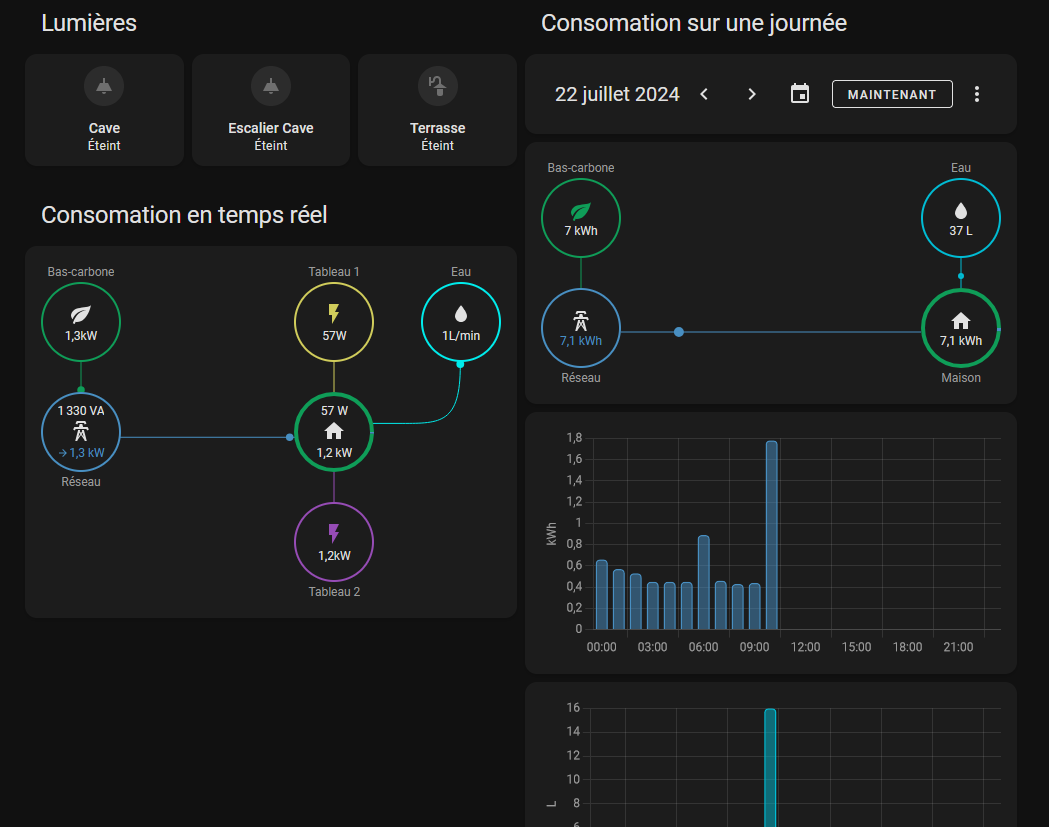 Lumières
Cave
Éteint
Escalier Cave
Éteint
Terrasse
Éteint
Consomation en temps réel
Bas-carbone
1,3kW
Tableau 1
57W
Eau
1L/min
1 330 VA
→ 1,3 kW
Réseau
57 W
1,2 kW
1,2kW
Tableau 2
Consomation sur une journée
22 juillet 2024
MAINTENANT
Bas-carbone
7 kWh
Eau
37 L
7,1 kWh
Réseau
7,1 kWh
Maison
kWh
1,8
1,6
1,4
1,2
1
0,8
0,6
0,4
0,2
0
00:00 03:00 06:00 09:00 12:00 15:00 18:00 21:00
L
16
14
12
10
8
6